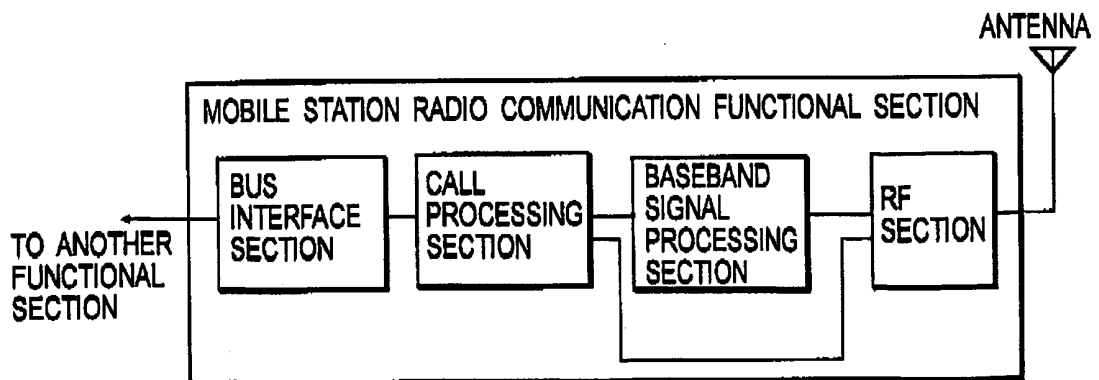 ANTENNA
MOBILE STATION RADIO COMMUNICATION FUNCTIONAL SECTION
BUS
INTERFACE
SECTION
CALL
PROCESSING
SECTION
BASEBAND
SIGNAL
PROCESSING
SECTION
RF
SECTION
TO ANOTHER
FUNCTIONAL
SECTION